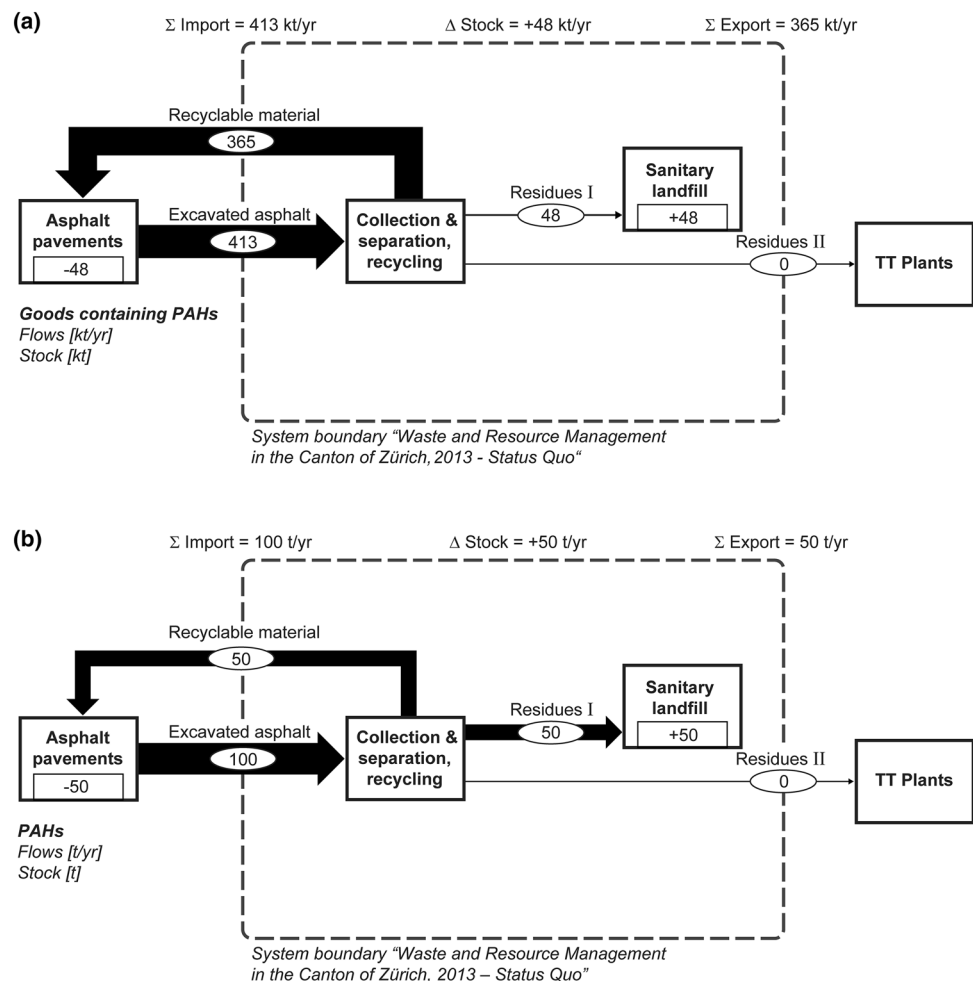 (a)
Σ Import = 413 kt/yr
Δ Stock = +48 kt/yr
Σ Export = 365 kt/yr
Recyclable material
365
Asphalt
pavements
-48
Excavated asphalt
413
Collection &
separation,
recycling
Residues I
48
Sanitary
landfill
+48
Residues II
0
TT Plants
Goods containing PAHs
Flows [kt/yr]
Stock [kt]
System boundary “Waste and Resource Management
in the Canton of Zürich, 2013 - Status Quo“
(b)
Σ Import = 100 t/yr
Δ Stock = +50 t/yr
Σ Export = 50 t/yr
Recyclable material
50
Asphalt
pavements
-50
Excavated asphalt
100
Collection &
separation,
recycling
Residues I
50
Sanitary
landfill
+50
Residues II
0
TT Plants
PAHs
Flows [t/yr]
Stock [t]
System boundary “Waste and Resource Management
in the Canton of Zürich. 2013 – Status Quo”